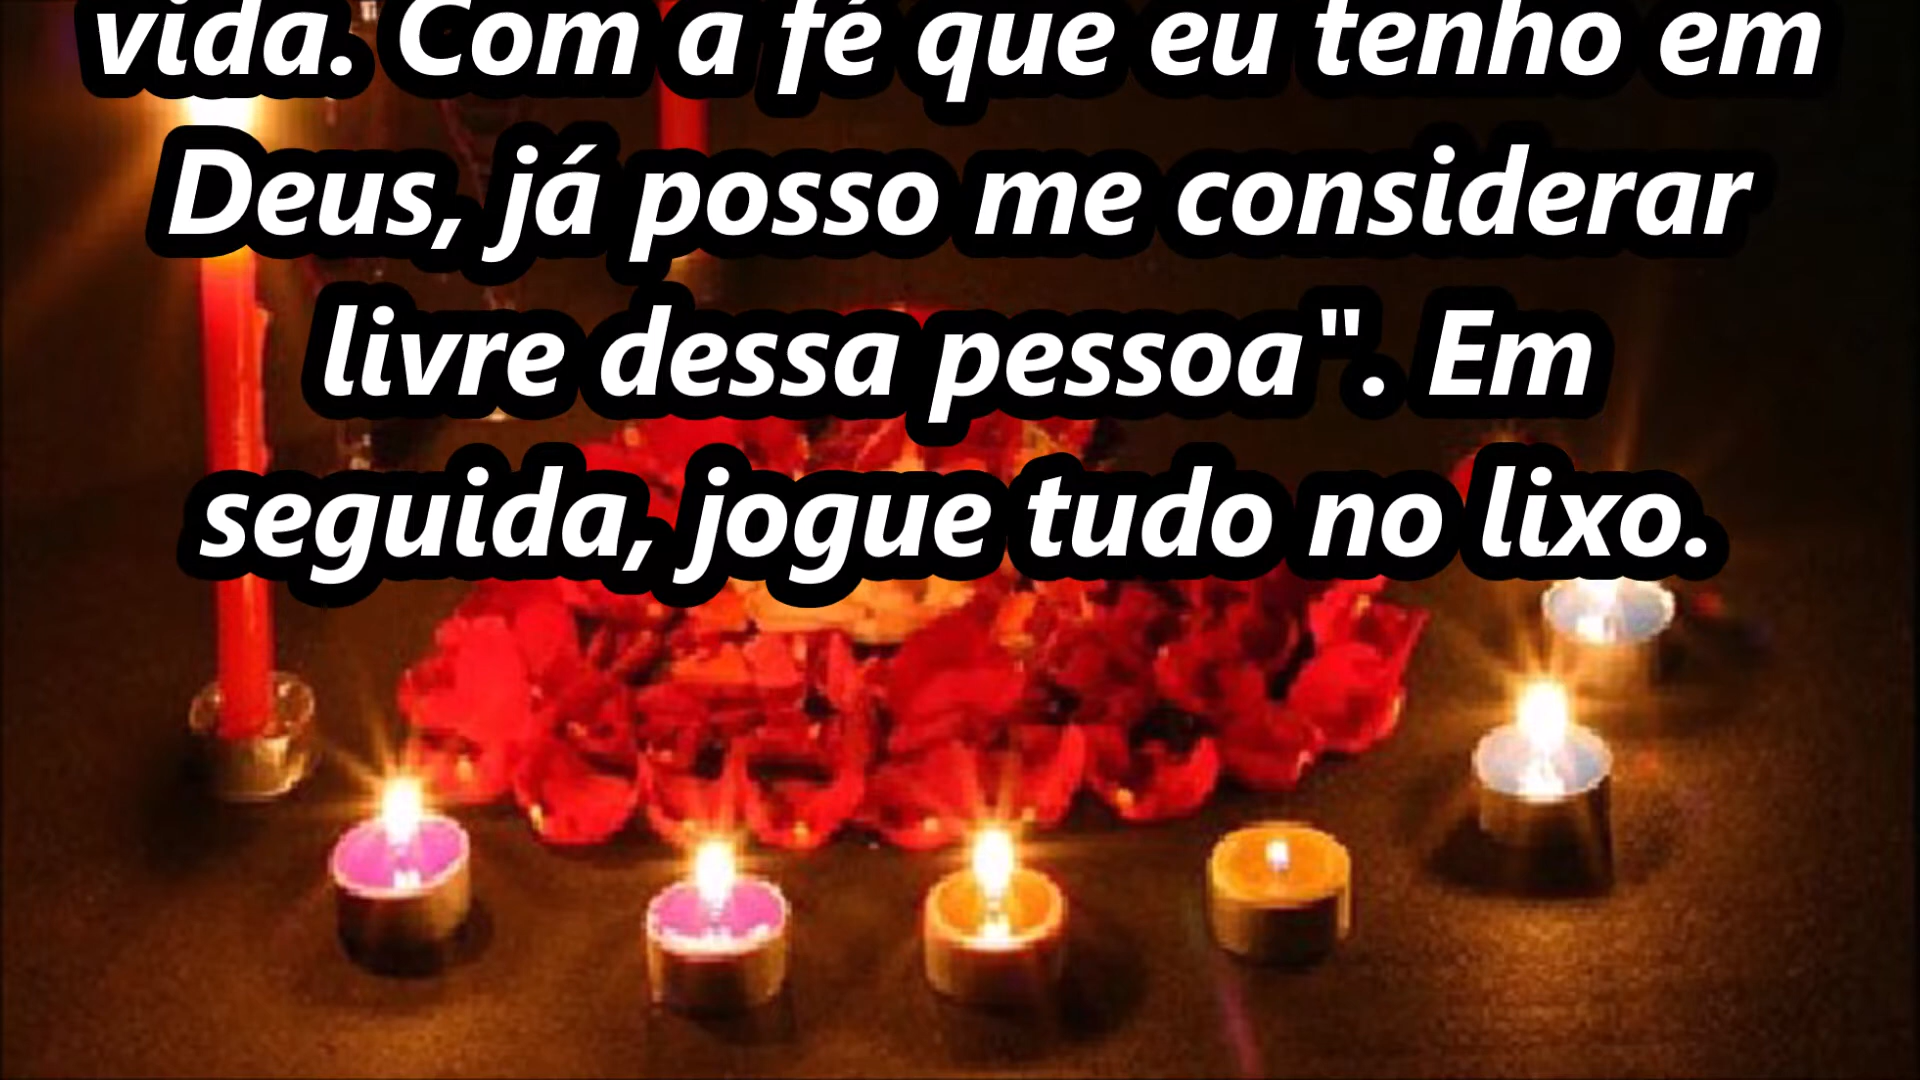 vida. Com a fé que eu tenho em
Deus, já posso me considerar
livre dessa pessoa". Em
seguida, jogue tudo no lixo.